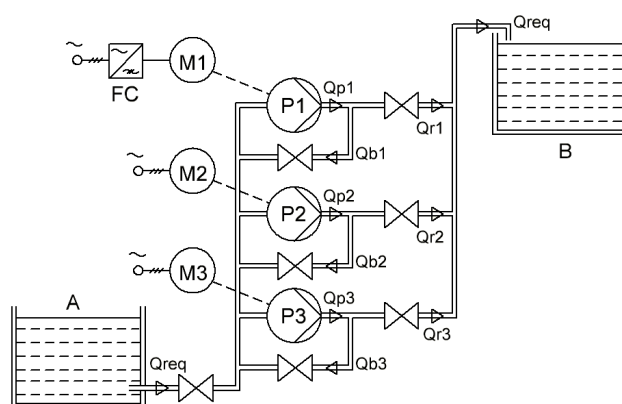 Qreq
M1
FC
P1
Qp1
Qr1
B
Qb1
M2
P2
Qp2
Qr2
Qb2
M3
P3
Qp3
A
Qr3
Qreq
Qb3